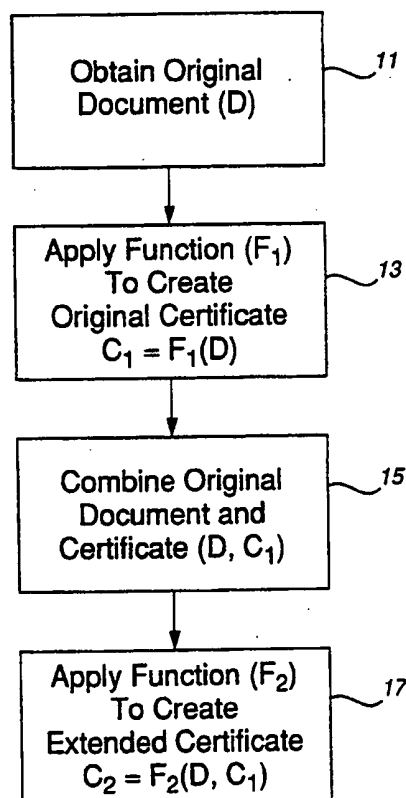 Obtain Original
Document (D)
11
Apply Function (F₁)
To Create
Original Certificate
C₁ = F₁(D)
13
Combine Original
Document and
Certificate (D, C₁)
15
Apply Function (F₂)
To Create
Extended Certificate
C₂ = F₂(D, C₁)
17